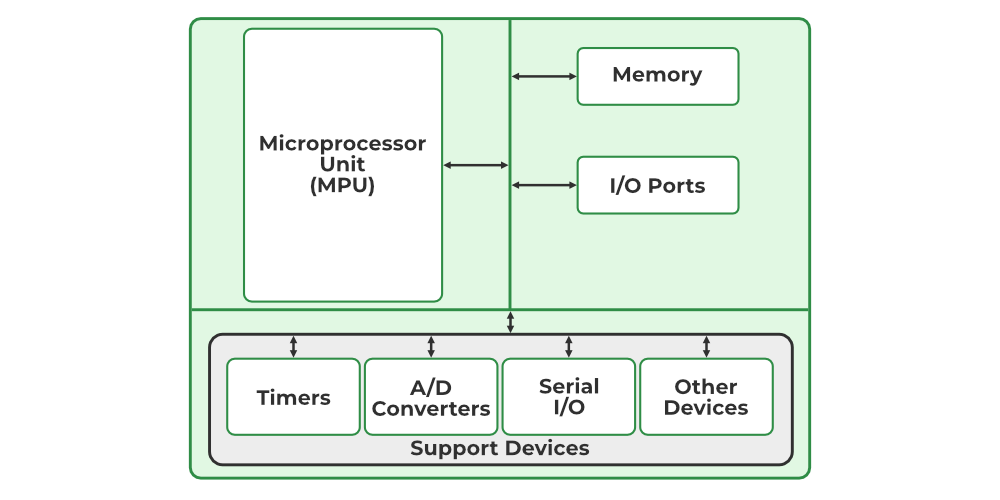 Microprocessor
Unit
(MPU)
Memory
I/O Ports
Timers
A/D
Converters
Serial
I/O
Other
Devices
Support Devices